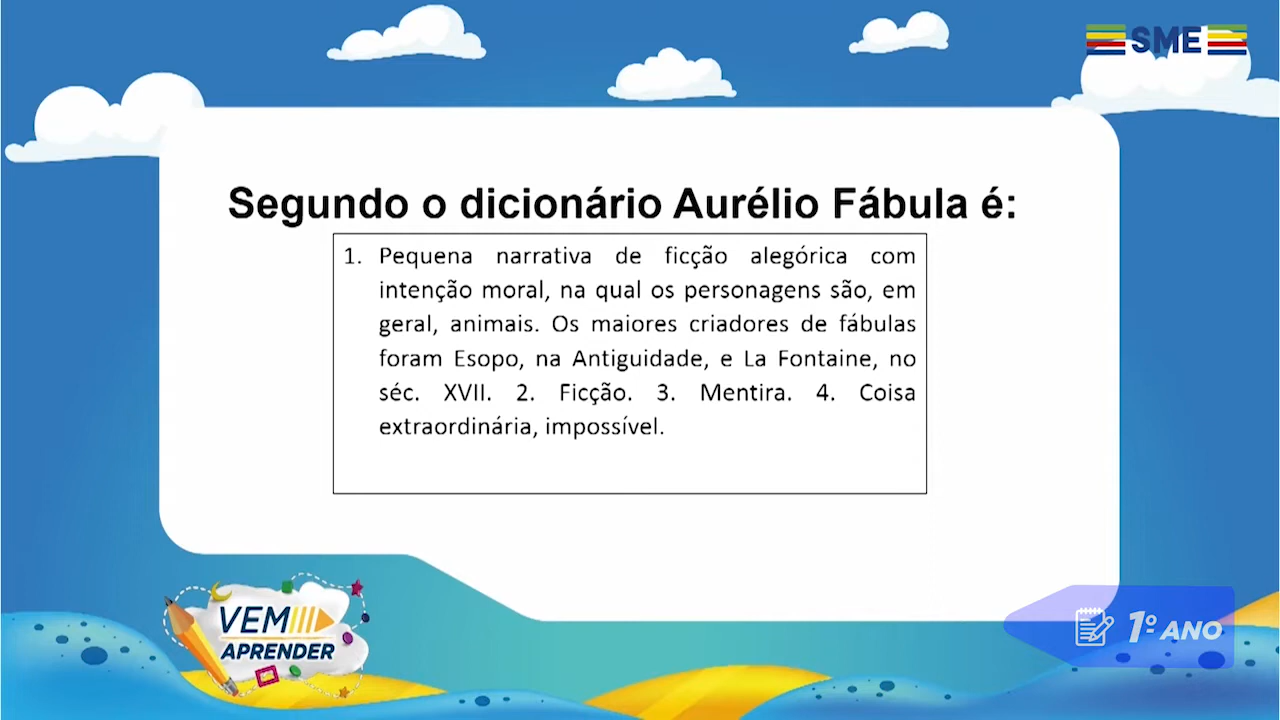 SME
Segundo o dicionário Aurélio Fábula é:
1. Pequena narrativa de ficção alegórica com
intenção moral, na qual os personagens são, em
geral, animais. Os maiores criadores de fábulas
foram Esopo, na Antiguidade, e La Fontaine, no
séc. XVII. 2. Ficção. 3. Mentira. 4. Coisa
extraordinária, impossível.
VEM
APRENDER
1º ANO